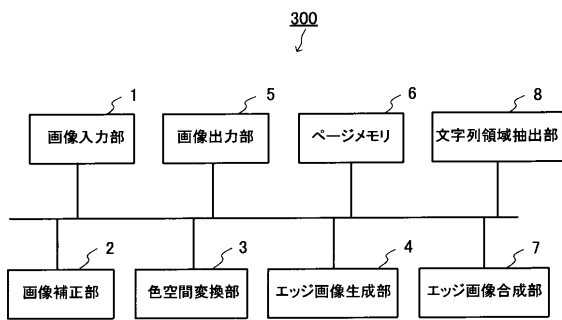 300
1
5
6
8
画像入力部
画像出力部
ページメモリ
文字列領域抽出部
2
3
4
7
画像補正部
色空間変換部
エッジ画像生成部
エッジ画像合成部